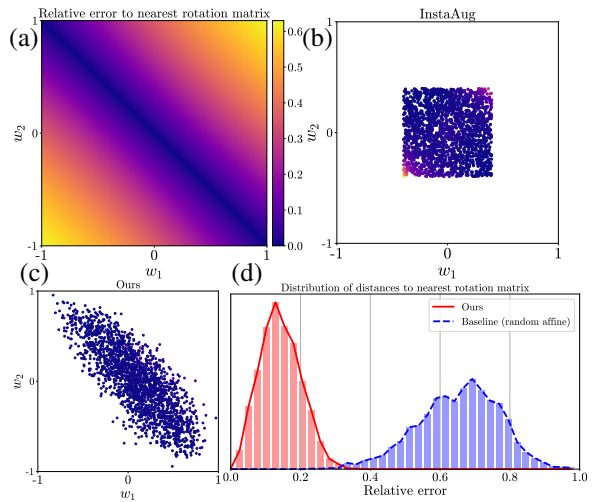 (a)
Relative error to nearest rotation matrix
1
0
-1
w2
-1
0
1
w1
0.6
0.5
0.4
0.3
0.2
0.1
0.0
(b)
InstaAug
1
0
-1
w2
-1
0
1
w1
(c)
Ours
1
0
-1
w2
-1
0
1
w1
(d)
Distribution of distances to nearest rotation matrix
Ours
Baseline (random affine)
0.0
0.2
0.4
0.6
0.8
1.0
Relative error